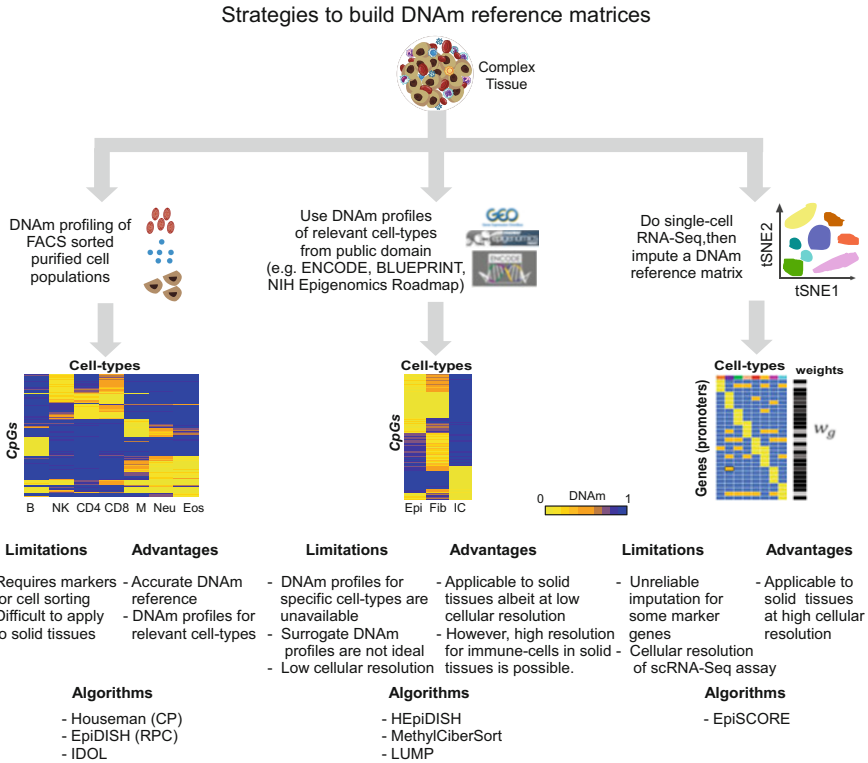 Strategies to build DNAm reference matrices
Complex
Tissue
DNAm profiling of
FACS sorted
purified cell
populations
Use DNAm profiles
of relevant cell-types
from public domain
(e.g. ENCODE, BLUEPRINT,
NIH Epigenomics Roadmap)
GEO
epigenomics
ENCODE
Do single-cell
RNA-Seq,then
impute a DNAm
reference matrix
tSNE2
tSNE1
Cell-types
CpGs
B NK CD4 CD8 M Neu Eos
Cell-types
CpGs
Epi Fib IC
0 DNAm 1
Cell-types
weights
Genes (promoters)
w_g
Limitations
Requires markers
or cell sorting
Difficult to apply
o solid tissues
Advantages
- Accurate DNAm
reference
- DNAm profiles for
relevant cell-types
Algorithms
- Houseman (CP)
- EpiDISH (RPC)
- IDOL
Limitations
- DNAm profiles for
specific cell-types are
unavailable
- Surrogate DNAm
profiles are not ideal
- Low cellular resolution
Advantages
- Applicable to solid
tissues albeit at low
cellular resolution
- However, high resolution
for immune-cells in solid
tissues is possible.
Algorithms
- HEpiDISH
- MethylCiberSort
- LUMP
Limitations
- Unreliable
imputation for
some marker
genes
- Cellular resolution
of scRNA-Seq assay
Advantages
- Applicable to
solid tissues
at high cellular
resolution
Algorithms
- EpiSCORE